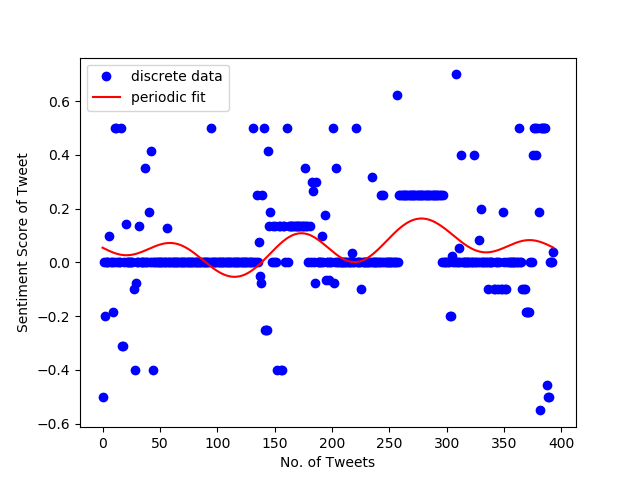 discrete data
periodic fit
Sentiment Score of Tweet
0.6
0.4
0.2
0.0
−0.2
−0.4
−0.6
0 50 100 150 200 250 300 350 400
No. of Tweets